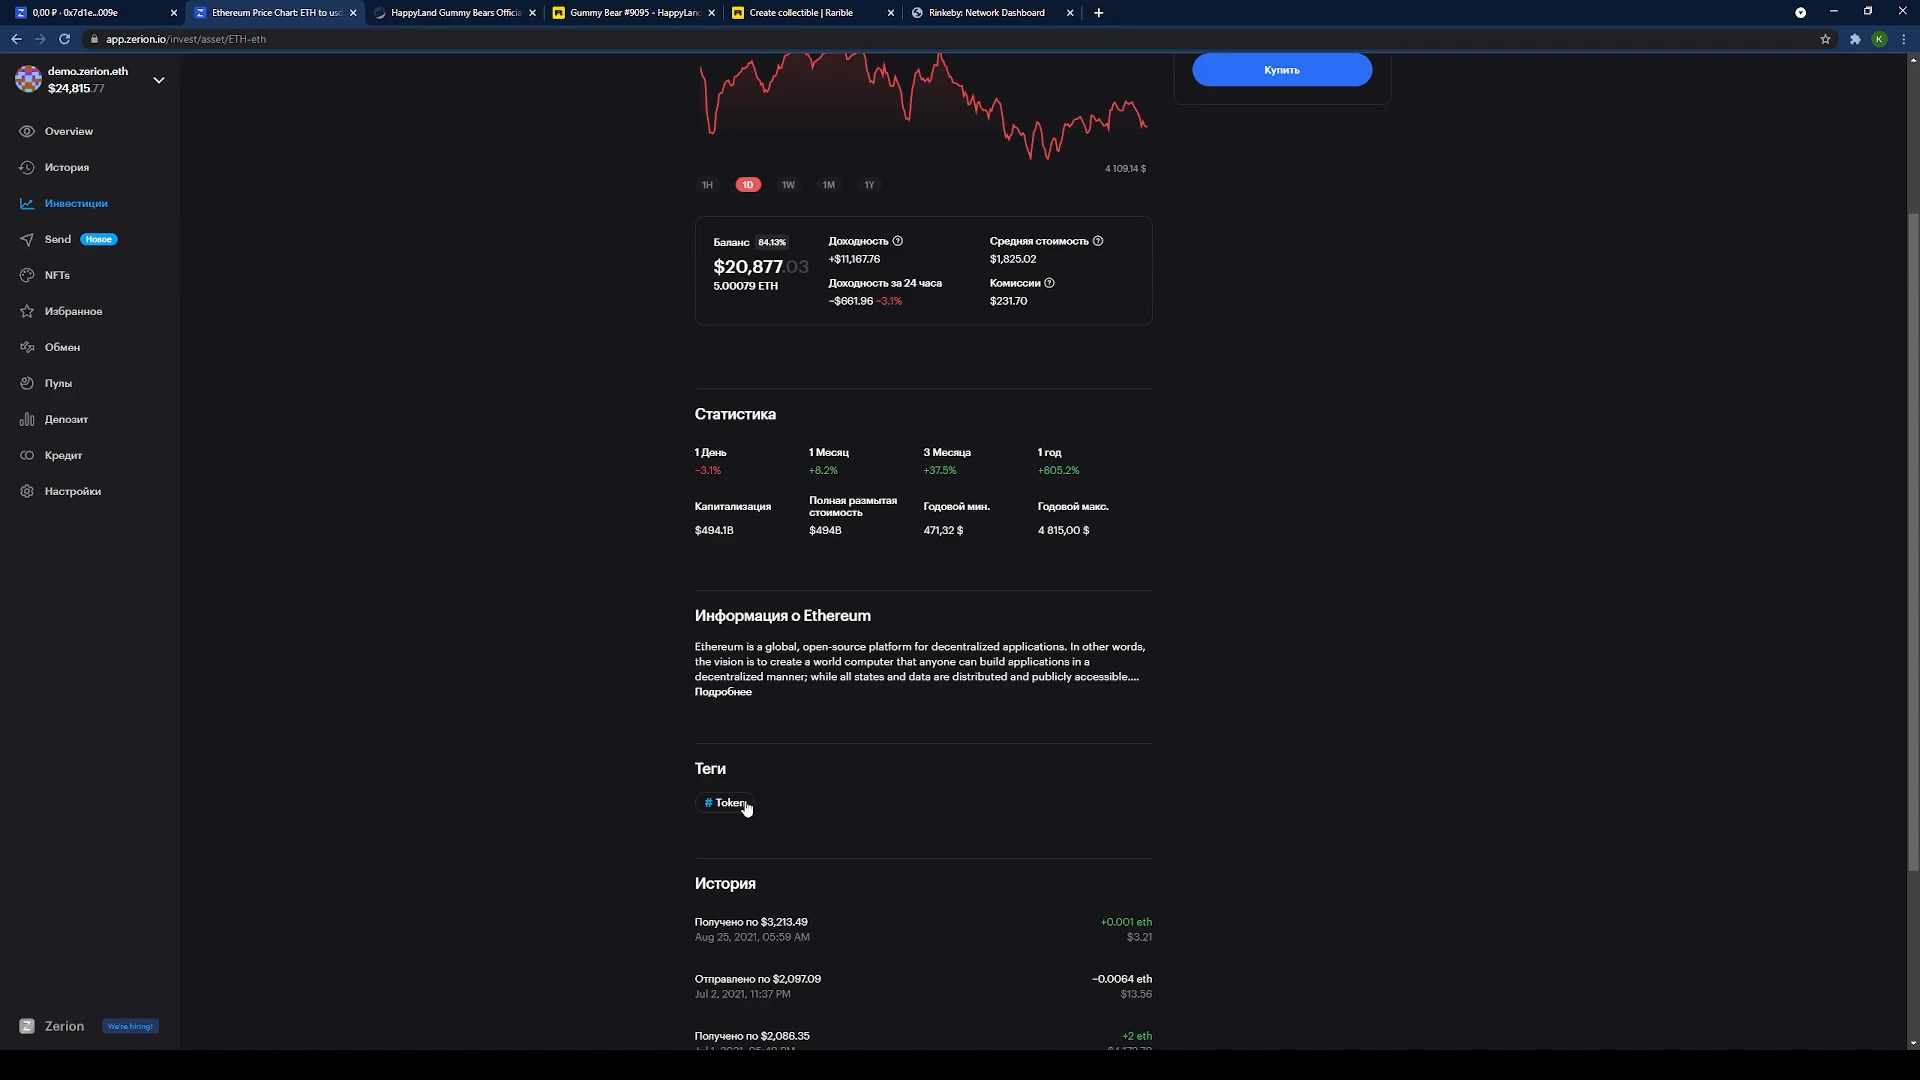 0,00 ₽ · 0x7d1e...009e
Ethereum Price Chart: ETH to usd
HappyLand Gummy Bears Officia
Gummy Bear #9095 - HappyLand
Create collectible | Rarible
Rinkeby: Network Dashboard
app.zerion.io/invest/asset/ETH-eth
K
demo.zerion.eth
$24,815.77
Overview
История
Инвестиции
Send Новое
NFTs
Избранное
Обмен
Пулы
Депозит
Кредит
Настройки
Zerion We're hiring!
Купить
4 109,14 $
1H 1D 1W 1M 1Y
Баланс 84.13%
$20,877.03
5.00079 ETH
Доходность
+$11,167.76
Доходность за 24 часа
-$661.96 -3.1%
Средняя стоимость
$1,825.02
Комиссии
$231.70
Статистика
1 День 1 Месяц 3 Месяца 1 год
-3.1% +8.2% +37.5% +805.2%
Капитализация Полная размытая стоимость Годовой мин. Годовой макс.
$494.1B $494B 471,32 $ 4 815,00 $
Информация о Ethereum
Ethereum is a global, open-source platform for decentralized applications. In other words,
the vision is to create a world computer that anyone can build applications in a
decentralized manner; while all states and data are distributed and publicly accessible....
Подробнее
Теги
# Token
История
Получено по $3,213.49 +0.001 eth
Aug 25, 2021, 05:59 AM $3.21
Отправлено по $2,097.09 -0.0064 eth
Jul 2, 2021, 11:37 PM $13.56
Получено по $2,086.35 +2 eth